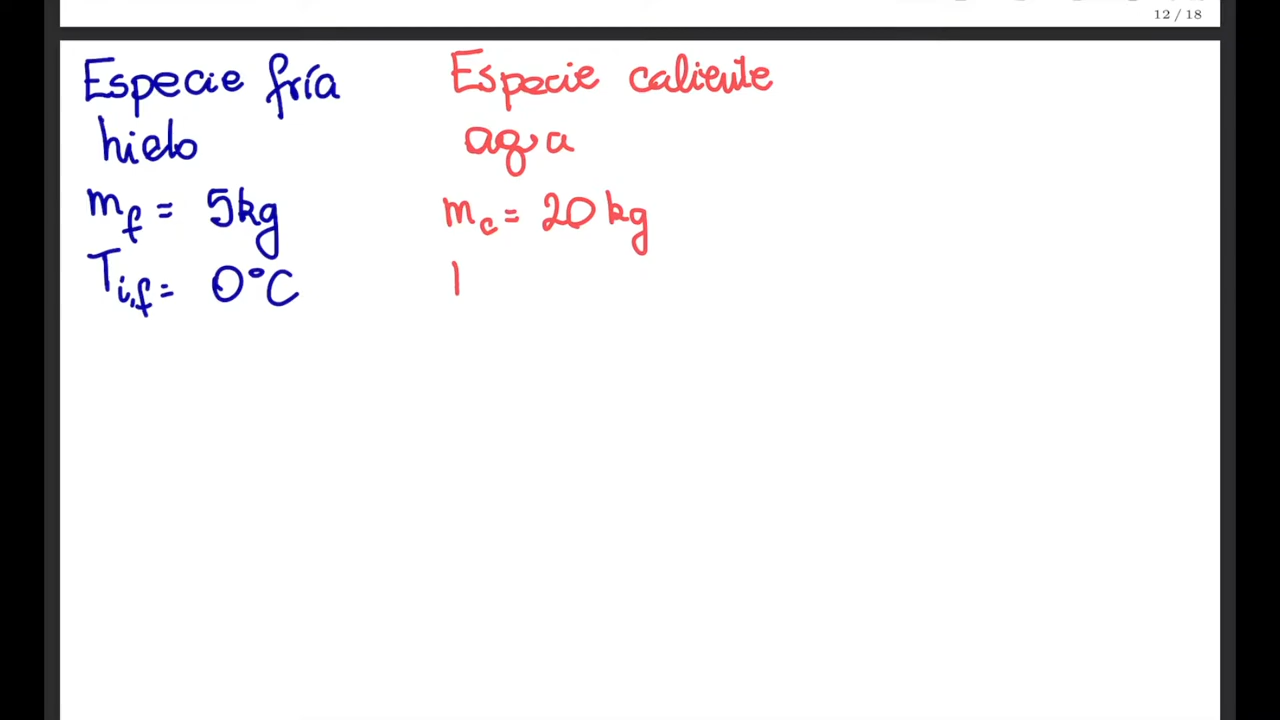 12 / 18
Especie fría
hielo
m_f = 5kg
T_i,f = 0°C
Especie caliente
agua
m_c = 20 kg